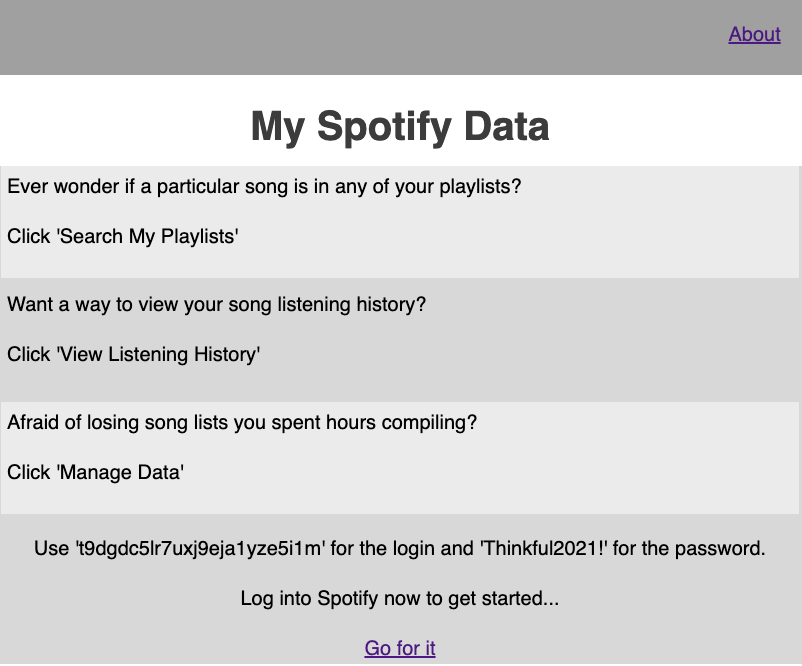 About
My Spotify Data
Ever wonder if a particular song is in any of your playlists?
Click 'Search My Playlists'
Want a way to view your song listening history?
Click 'View Listening History'
Afraid of losing song lists you spent hours compiling?
Click 'Manage Data'
Use 't9dgdc5lr7uxj9eja1yze5i1m' for the login and 'Thinkful2021!' for the password.
Log into Spotify now to get started...
Go for it